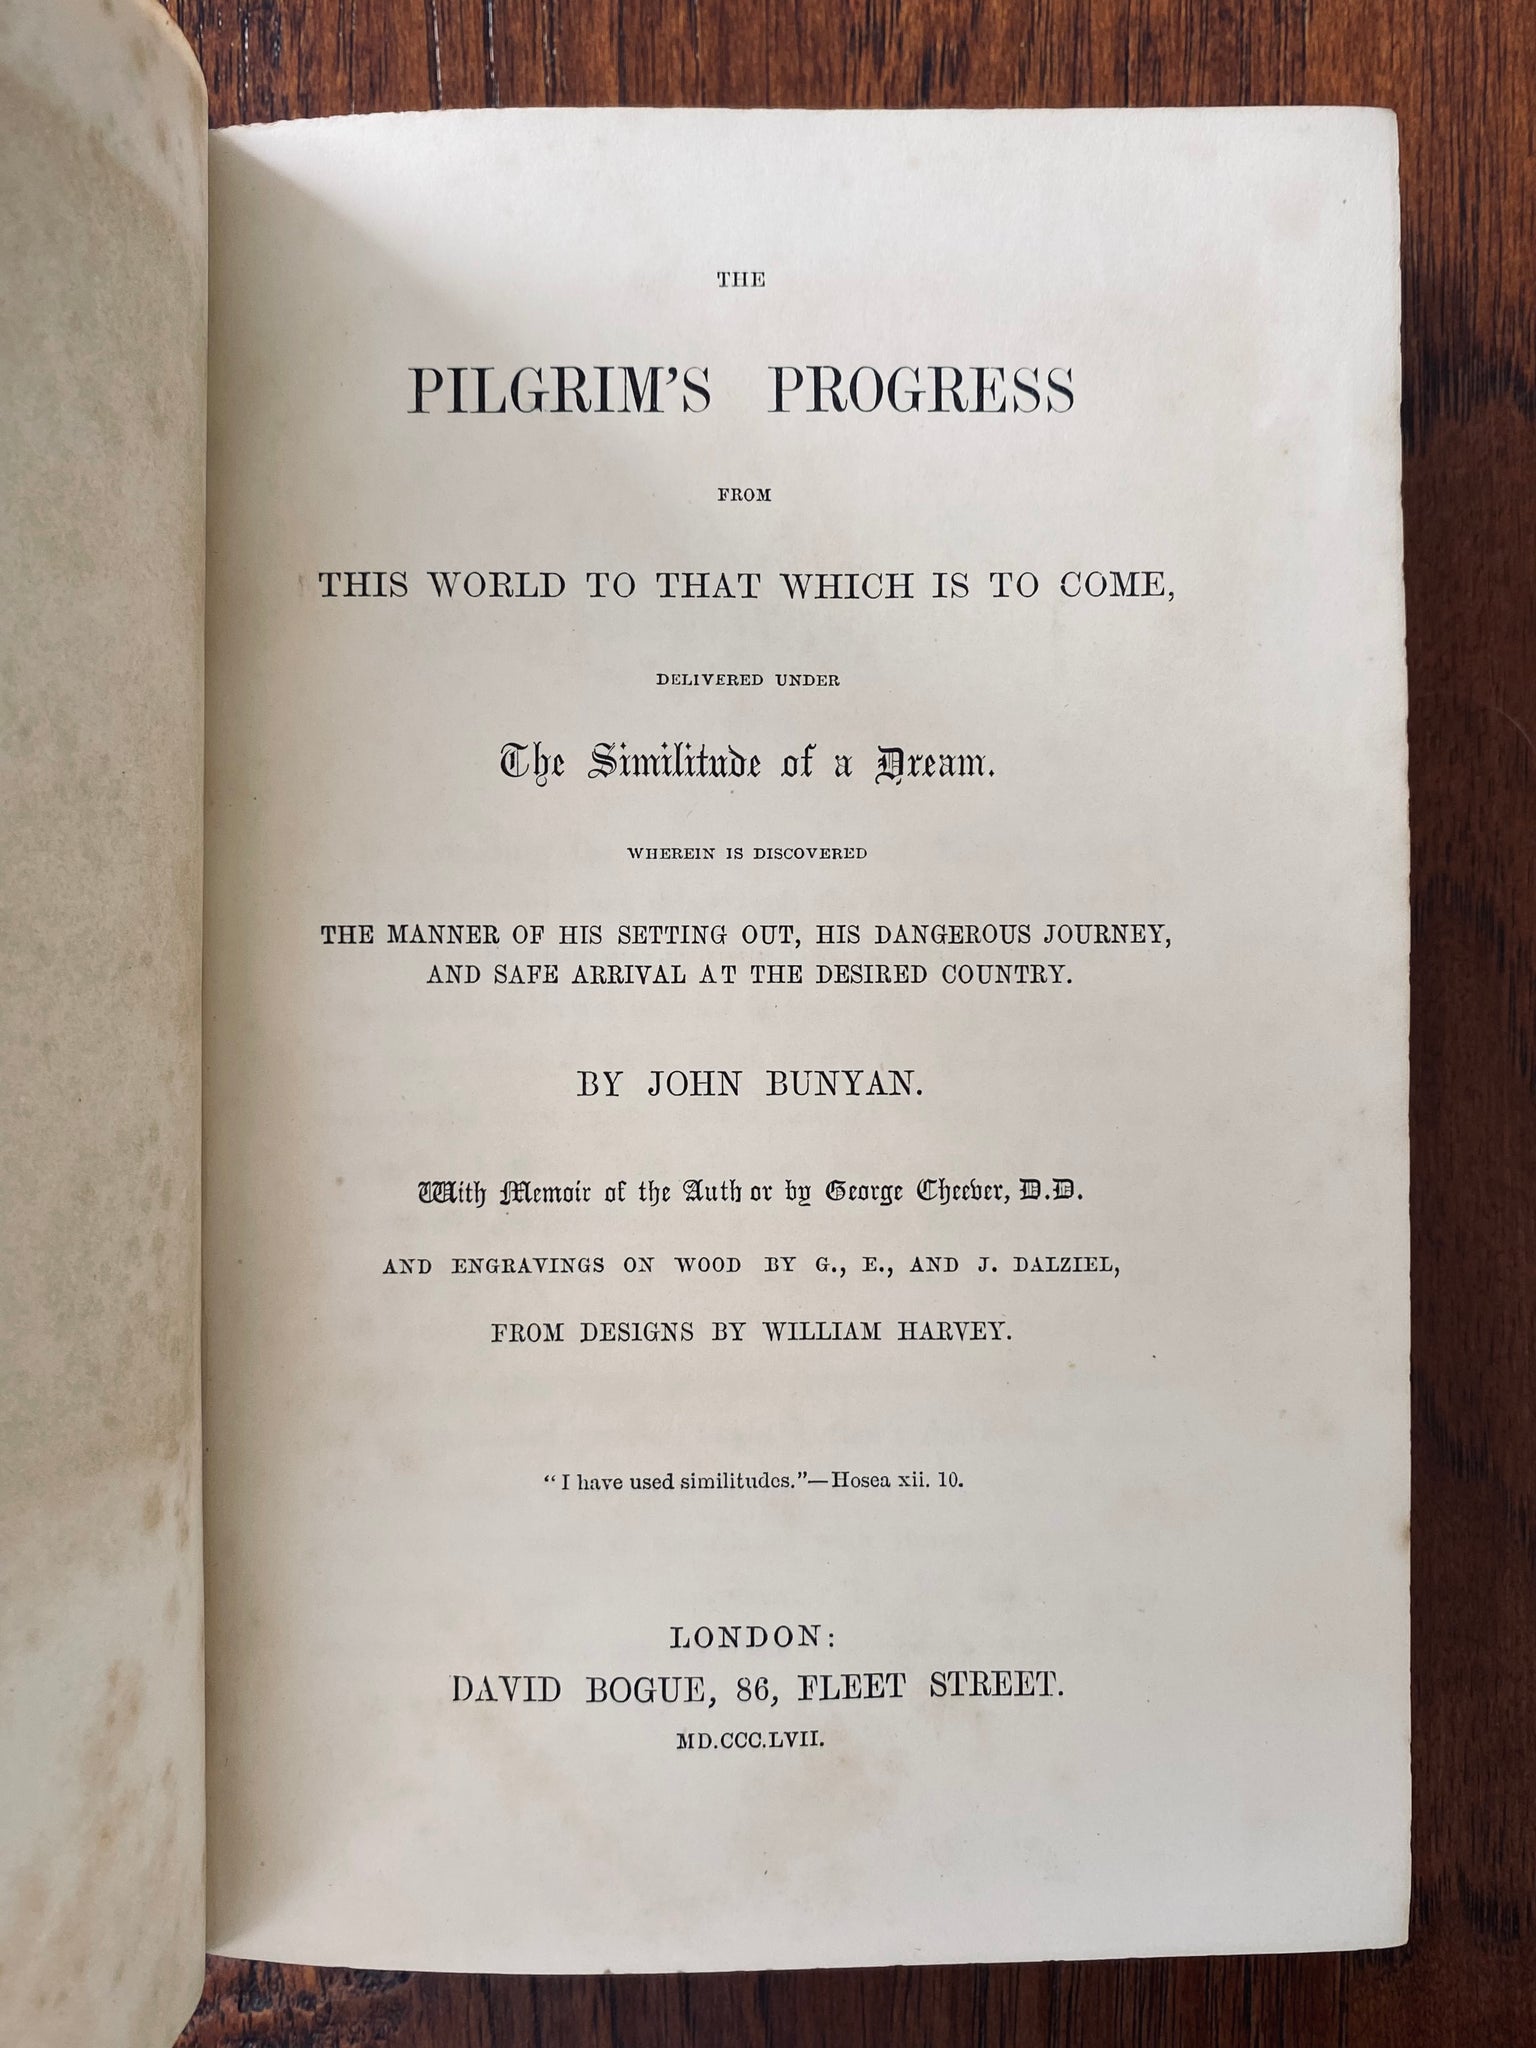 THE
PILGRIM'S PROGRESS
FROM
THIS WORLD TO THAT WHICH IS TO COME,
DELIVERED UNDER
The Similitude of a Dream.
WHEREIN IS DISCOVERED
THE MANNER OF HIS SETTING OUT, HIS DANGEROUS JOURNEY,
AND SAFE ARRIVAL AT THE DESIRED COUNTRY.
BY JOHN BUNYAN.
With Memoir of the Author by George Cheever, D.D.
AND ENGRAVINGS ON WOOD BY G., E., AND J. DALZIEL,
FROM DESIGNS BY WILLIAM HARVEY.
"I have used similitudes."—Hosea xii. 10.
LONDON:
DAVID BOGUE, 86, FLEET STREET.
MD.CCC.LVII.